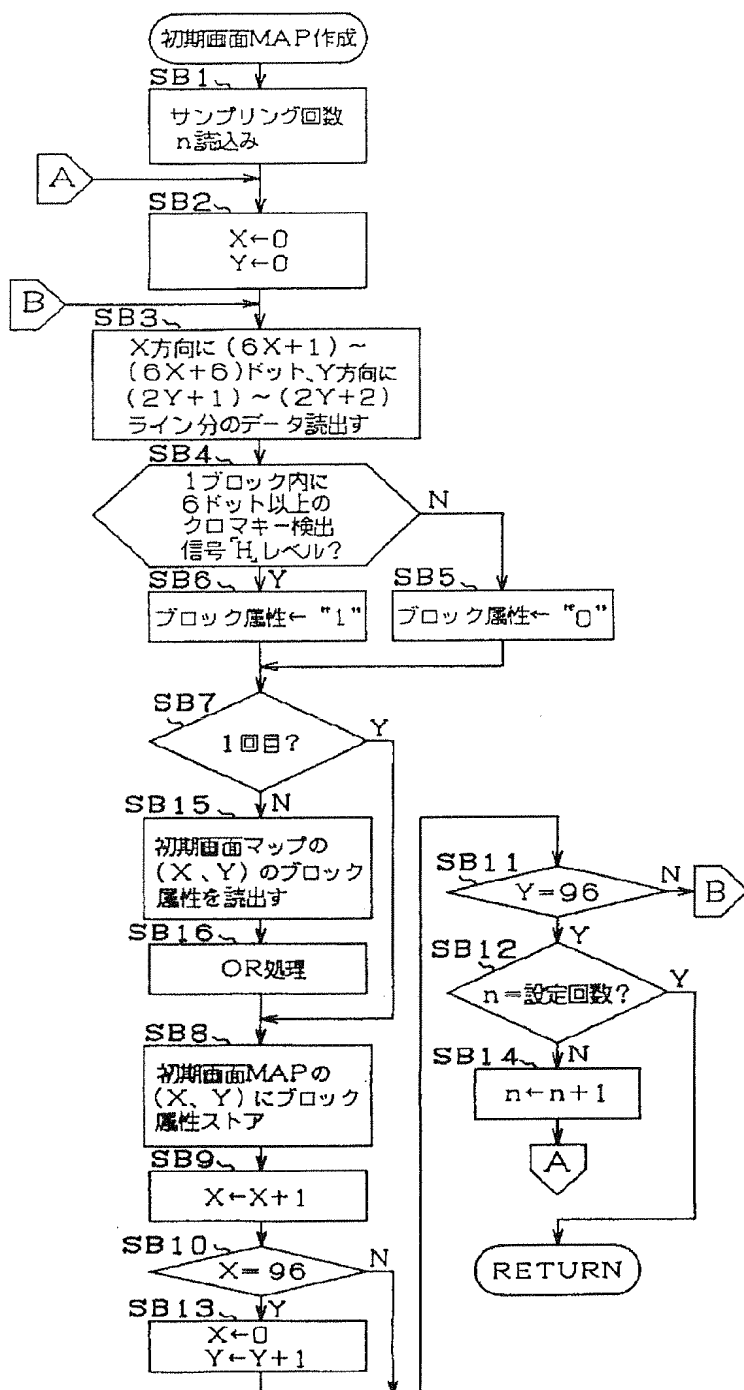 初期画面MAP作成
SB1
サンプリング回数
n読込み
A
SB2
X←0
Y←0
B
SB3
X方向に(6X+1)~
(6X+6)ドット、Y方向に
(2Y+1)~(2Y+2)
ライン分のデータ読出す
SB4
1ブロック内に
6ドット以上の
クロマキー検出
信号「H」レベル?
N
SB6
Y
ブロック属性←"1"
SB5
ブロック属性←"0"
SB7
1回目?
Y
SB15
N
初期画面マップの
(X、Y)のブロック
属性を読出す
SB16
OR処理
SB8
初期画面MAPの
(X、Y)にブロック
属性ストア
SB9
X←X+1
SB10
X=96
N
SB13
Y
X←0
Y←Y+1
SB11
Y=96
N
B
SB12
Y
n=設定回数?
Y
SB14
N
n←n+1
A
RETURN